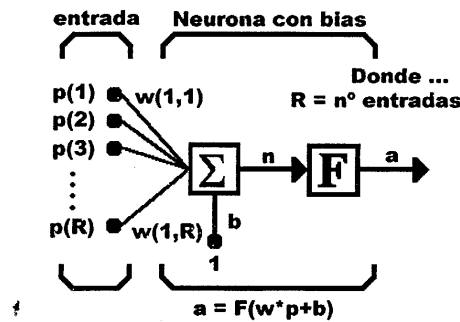 entrada
Neurona con bias
Donde ...
R = nº entradas
p(1)
w(1,1)
p(2)
p(3)
p(R)
w(1,R)
Σ
n
F
a
b
1
a = F(w*p+b)